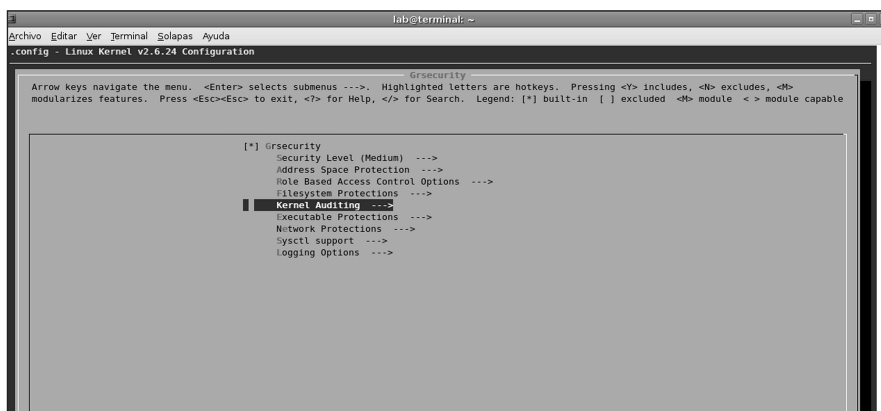 lab@terminal: ~
Archivo Editar Ver Terminal Solapas Ayuda
.config - Linux Kernel v2.6.24 Configuration
Grsecurity
Arrow keys navigate the menu. <Enter> selects submenus --->. Highlighted letters are hotkeys. Pressing <Y> includes, <N> excludes, <M>
modularizes features. Press <Esc><Esc> to exit, <?> for Help, </> for Search. Legend: [*] built-in [ ] excluded <M> module < > module capable
[*] Grsecurity
Security Level (Medium) --->
Address Space Protection --->
Role Based Access Control Options --->
Filesystem Protections --->
Kernel Auditing --->
Executable Protections --->
Network Protections --->
Sysctl support --->
Logging Options --->